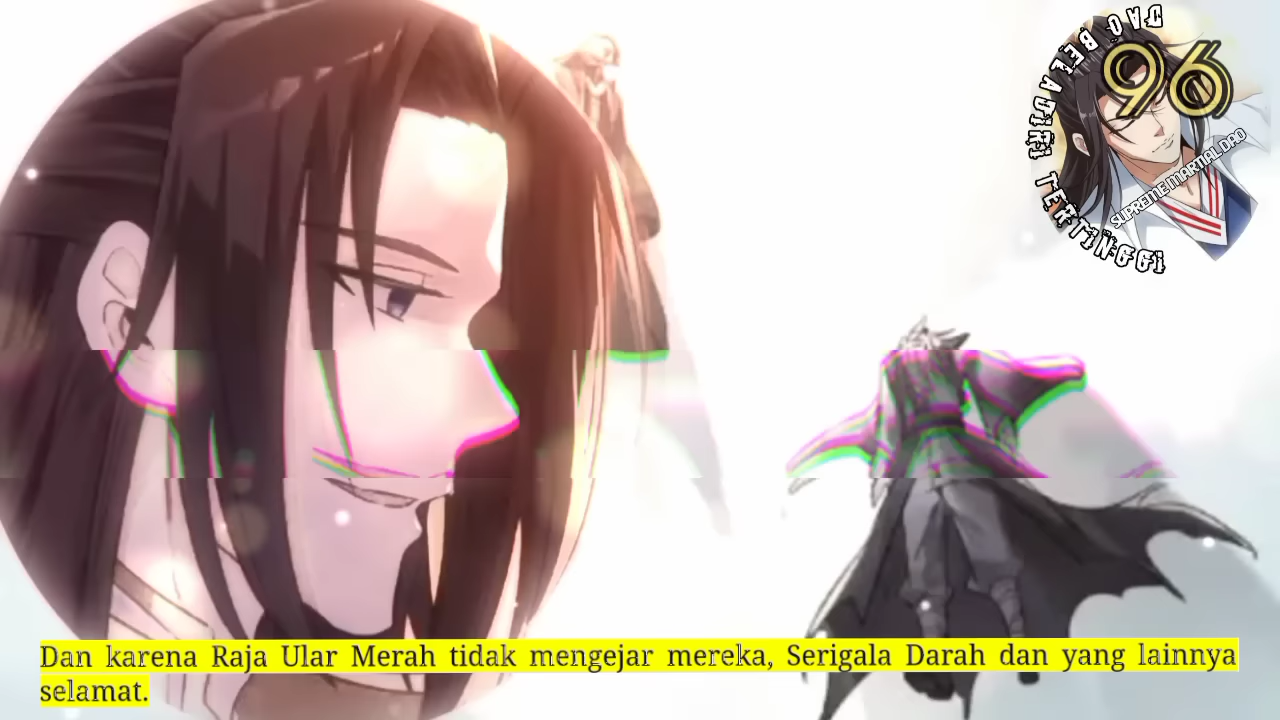 DAO BELADIRI TERTINGGI
96
SUPREME MARTIAL DAO
Dan karena Raja Ular Merah tidak mengejar mereka, Serigala Darah dan yang lainnya
selamat.